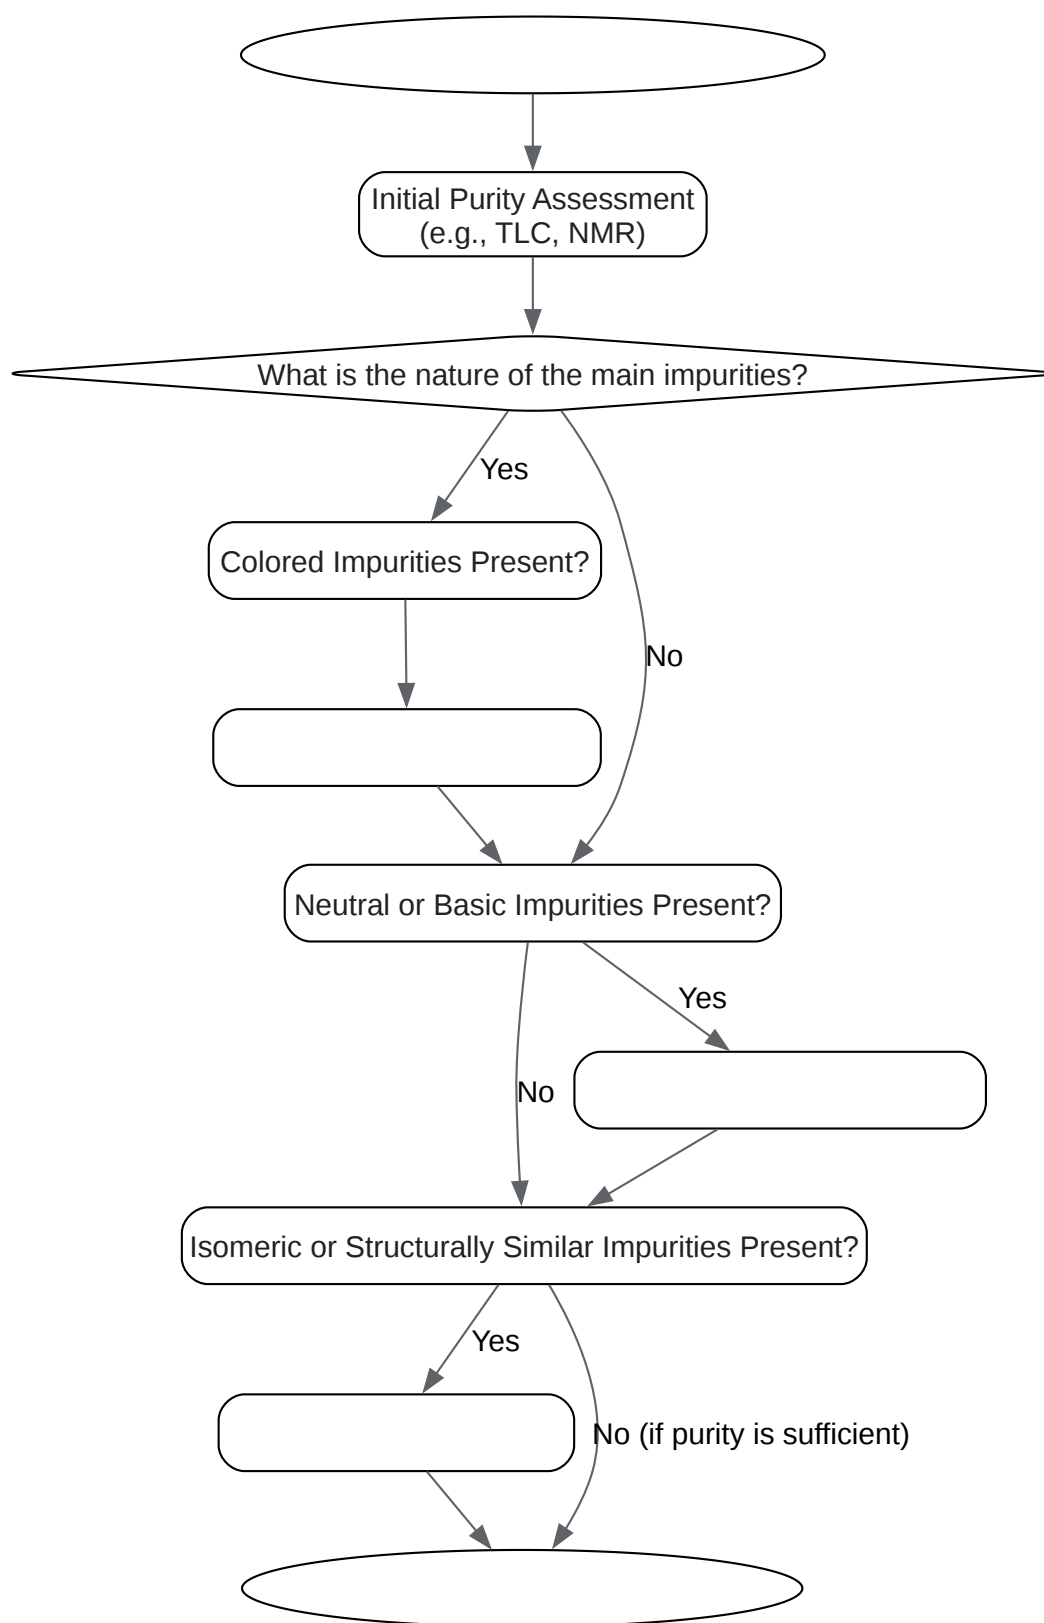 Initial Purity Assessment
(e.g., TLC, NMR)
What is the nature of the main impurities?
Yes
Colored Impurities Present?
No
Neutral or Basic Impurities Present?
Yes
No
Isomeric or Structurally Similar Impurities Present?
Yes
No (if purity is sufficient)